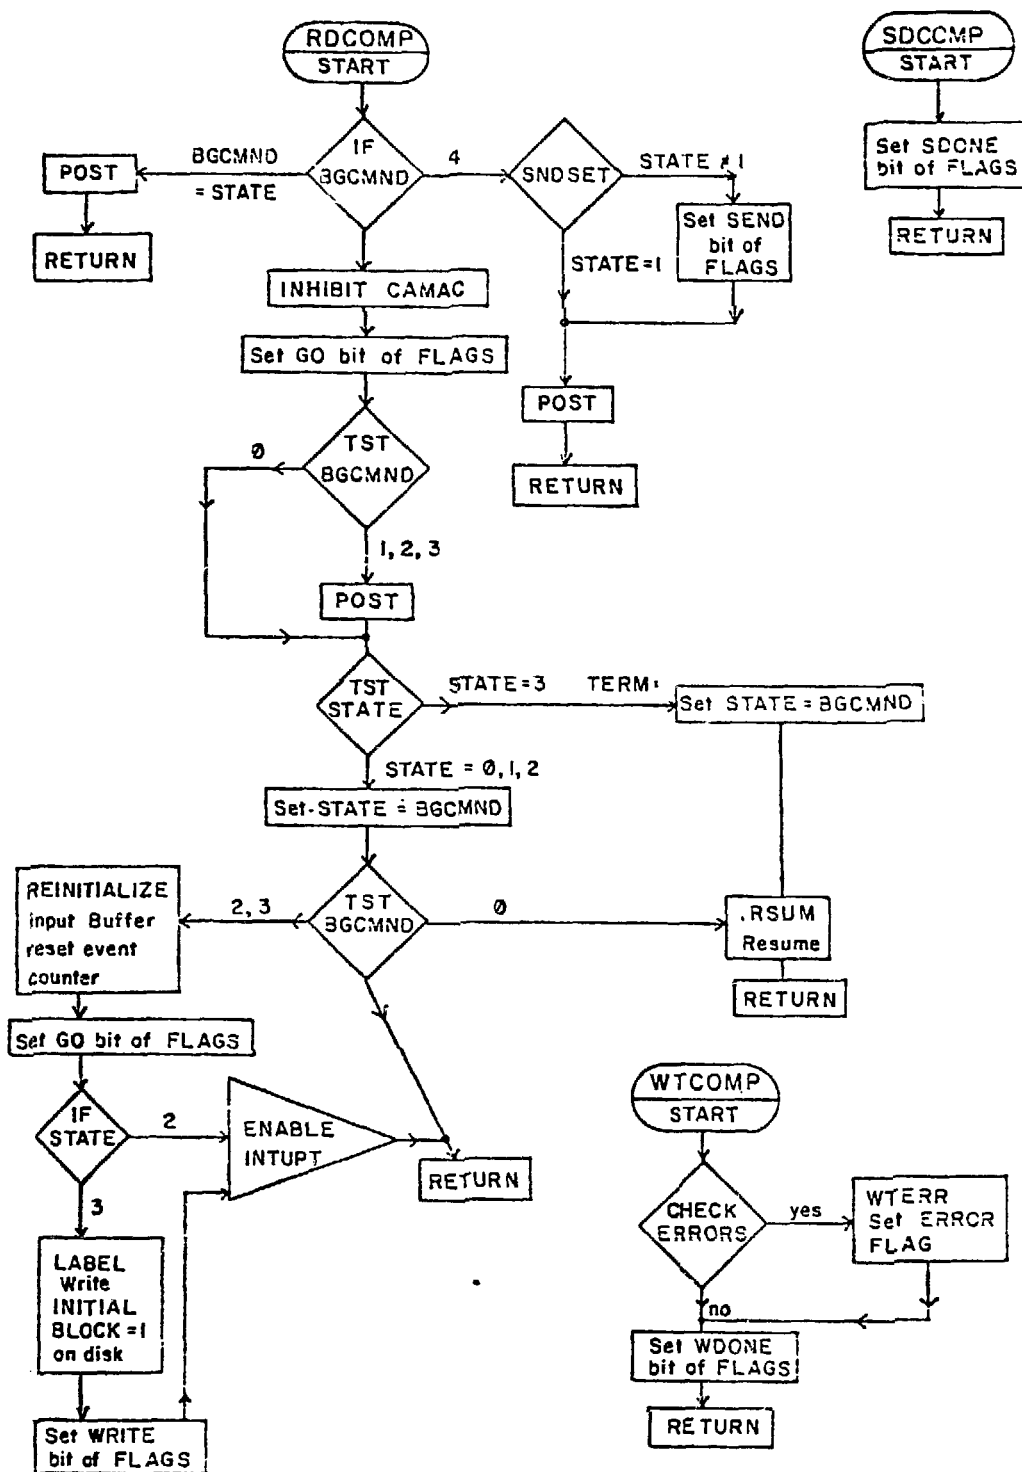 RDCOMP
START
SDCCMP
START
IF
BGCMND
BGCMND
= STATE
4
POST
RETURN
SNDSET
STATE ≠ 1
Set SEND
bit of
FLAGS
STATE=1
POST
RETURN
Set SDONE
bit of FLAGS
RETURN
INHIBIT CAMAC
Set GO bit of FLAGS
TST
BGCMND
0
1, 2, 3
POST
TST
STATE
STATE=3 TERM:
Set STATE = BGCMND
STATE = 0, 1, 2
Set STATE = BGCMND
TST
BGCMND
2, 3
0
REINITIALIZE
input Buffer
reset event
counter
.RSUM
Resume
RETURN
Set GO bit of FLAGS
IF
STATE
2
3
ENABLE
INTUPT
RETURN
LABEL
Write
INITIAL
BLOCK = 1
on disk
Set WRITE
bit of FLAGS
WTCOMP
START
CHECK
ERRORS
yes
WTERR
Set ERRCR
FLAG
no
Set WDONE
bit of FLAGS
RETURN